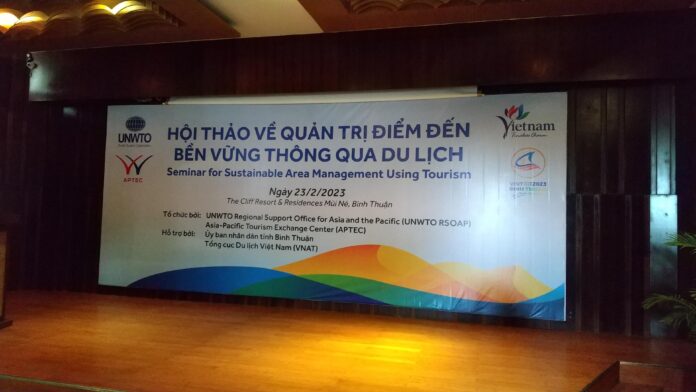 UNWTO
APTEC
HỘI THẢO VỀ QUẢN TRỊ ĐIỂM ĐẾN
BỀN VỮNG THÔNG QUA DU LỊCH
Seminar for Sustainable Area Management Using Tourism
Ngày 23/2/2023
The Cliff Resort & Residences Mũi Né, Bình Thuận
Tổ chức bởi: UNWTO Regional Support Office for Asia and the Pacific (UNWTO RSOAP)
Asia-Pacific Tourism Exchange Center (APTEC)
Hỗ trợ bởi: Ủy ban nhân dân tỉnh Bình Thuận
Tổng cục Du lịch Việt Nam (VNAT)
Vietnam
Timeless Charm